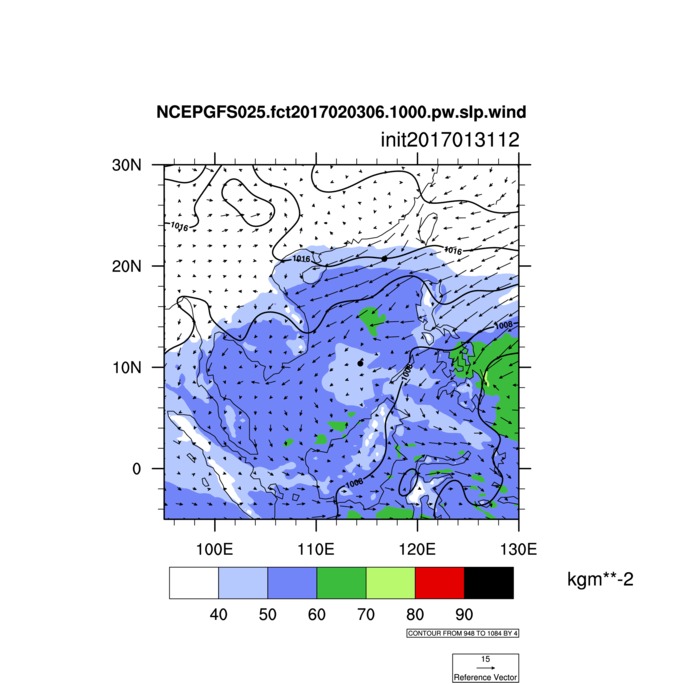 NCEPGFS025.fct2017020306.1000.pw.slp.wind
init2017013112
30N
1016
1016
1016
20N
1008
10N
1008
0
1008
100E
110E
120E
130E
kgm**-2
40
50
60
70
80
90
CONTOUR FROM 948 TO 1084 BY 4
15
Reference Vector